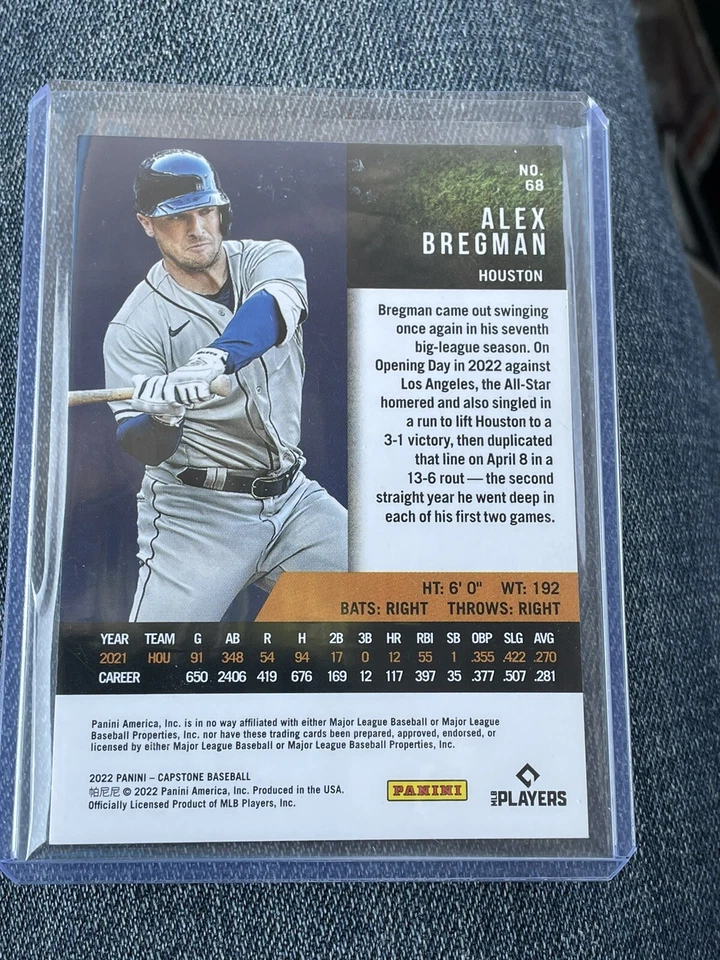 NO.
68
ALEX
BREGMAN
HOUSTON
Bregman came out swinging
once again in his seventh
big-league season. On
Opening Day in 2022 against
Los Angeles, the All-Star
homered and also singled in
a run to lift Houston to a
3-1 victory, then duplicated
that line on April 8 in a
13-6 rout — the second
straight year he went deep in
each of his first two games.
HT: 6' 0" WT: 192
BATS: RIGHT THROWS: RIGHT
YEAR TEAM G AB R H 2B 3B HR RBI SB OBP SLG AVG
2021 HOU 91 348 54 94 17 0 12 55 1 .355 .422 .270
CAREER 650 2406 419 676 169 12 117 397 35 .377 .507 .281
Panini America, Inc. is in no way affiliated with either Major League Baseball or Major League
Baseball Properties, Inc. nor have these trading cards been prepared, approved, endorsed, or
licensed by either Major League Baseball or Major League Baseball Properties, Inc.
2022 PANINI – CAPSTONE BASEBALL
帕尼尼 © 2022 Panini America, Inc. Produced in the USA.
Officially Licensed Product of MLB Players, Inc.
PANINI
MLB PLAYERS